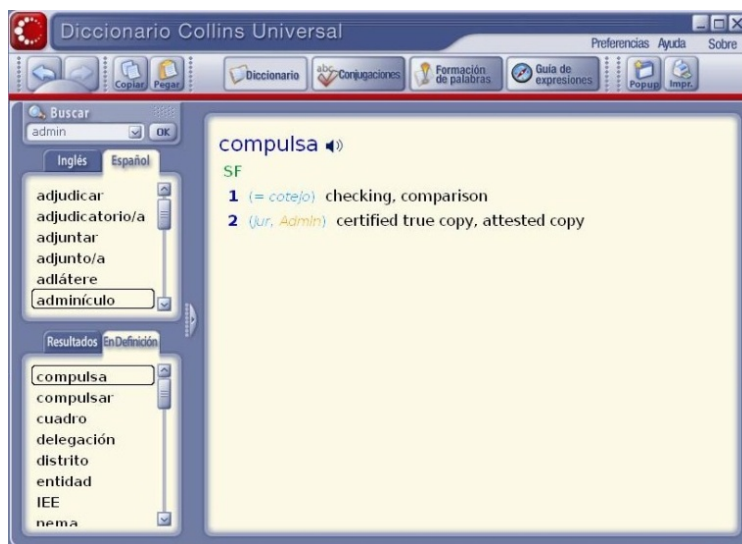 Diccionario Collins Universal
Preferencias Ayuda Sobre
Copiar Pegar Diccionario abc Conjugaciones Formación de palabras Guía de expresiones Popup Impr.
Buscar
admin OK
Inglés Español
adjudicar
adjudicatorio/a
adjuntar
adjunto/a
adlátere
adminículo
Resultados En Definición
compulsa
compulsar
cuadro
delegación
distrito
entidad
IEE
nema
compulsa
SF
1 (= cotejo) checking, comparison
2 (Jur, Admin) certified true copy, attested copy